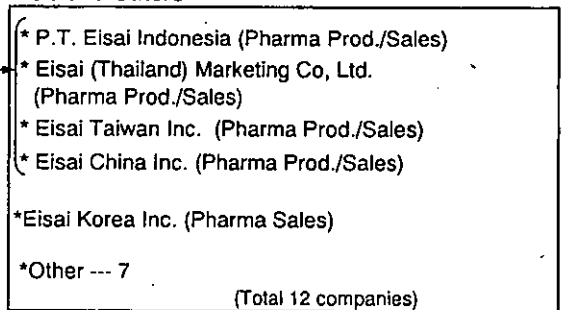 * P.T. Eisai Indonesia (Pharma Prod./Sales)
* Eisai (Thailand) Marketing Co, Ltd.
(Pharma Prod./Sales)
* Eisai Taiwan Inc. (Pharma Prod./Sales)
* Eisai China Inc. (Pharma Prod./Sales)
*Eisai Korea Inc. (Pharma Sales)
*Other --- 7
(Total 12 companies)